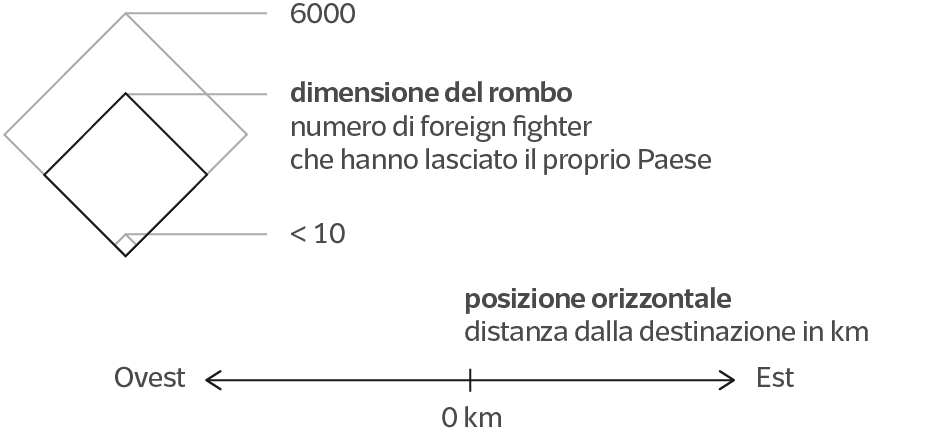 6000
dimensione del rombo
numero di foreign fighter
che hanno lasciato il proprio Paese
< 10
posizione orizzontale
distanza dalla destinazione in km
Ovest
Est
0 km